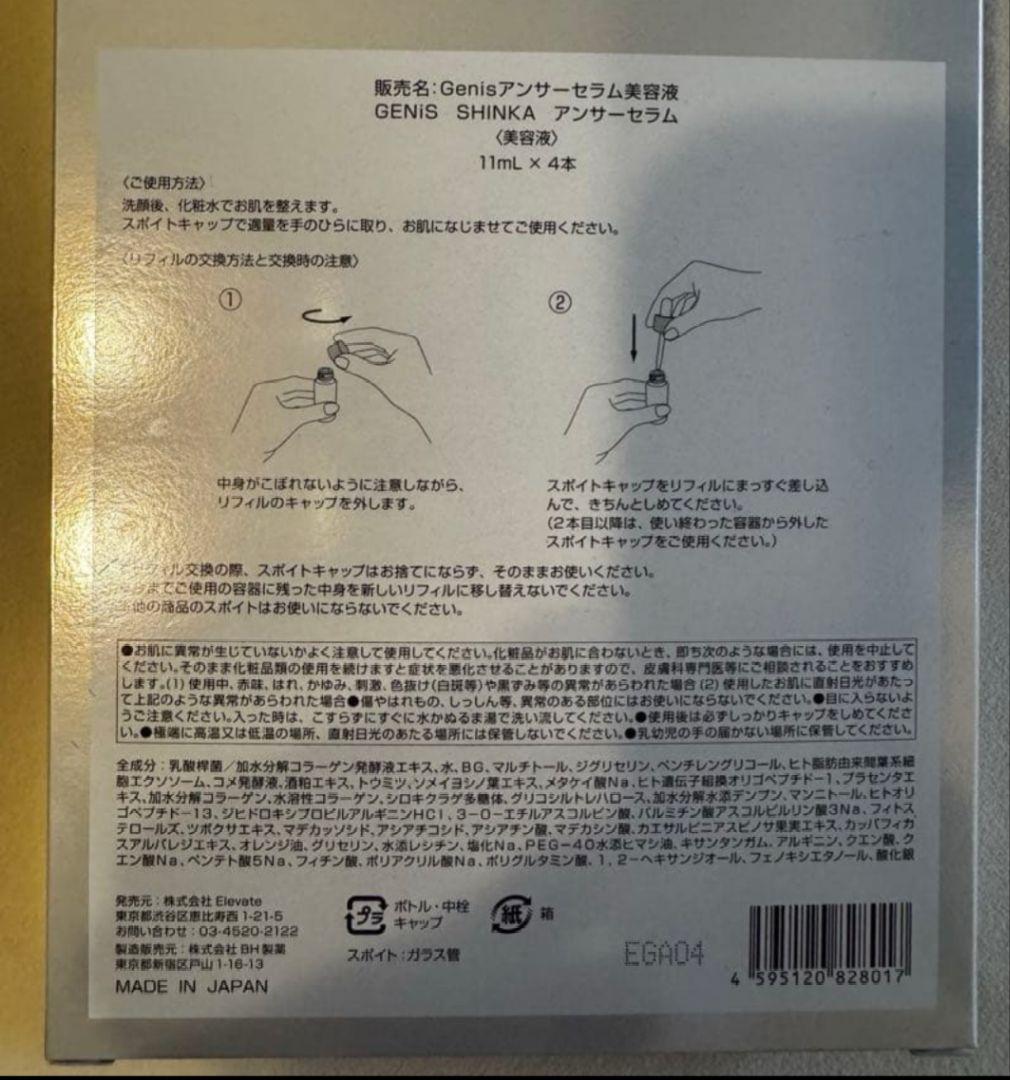 販売名:Genisアンサーセラム美容液
GENiS SHINKA アンサーセラム
〈美容液〉
11mL × 4本
〈ご使用方法〉
洗顔後、化粧水でお肌を整えます。
スポイトキャップで適量を手のひらに取り、お肌になじませてご使用ください。
〈リフィルの交換方法と交換時の注意〉
①
②
中身がこぼれないように注意しながら、
リフィルのキャップを外します。
スポイトキャップをリフィルにまっすぐ差し込
んで、きちんとしめてください。
(2本目以降は、使い終わった容器から外した
スポイトキャップをご使用ください。)
フィル交換の際、スポイトキャップはお捨てにならず、そのままお使いください。
までご使用の容器に残った中身を新しいリフィルに移し替えないでください。
他の商品のスポイトはお使いにならないでください。
●お肌に異常が生じていないかよく注意して使用してください。化粧品がお肌に合わないとき、即ち次のような場合には、使用を中止して
ください。そのまま化粧品類の使用を続けますと症状を悪化させることがありますので、皮膚科専門医等にご相談されることをおすすめ
します。(1)使用中、赤味、はれ、かゆみ、刺激、色抜け(白斑等)や黒ずみ等の異常があらわれた場合(2)使用したお肌に直射日光があたっ
て上記のような異常があらわれた場合●傷やはれもの、しっしん等、異常のある部位にはお使いにならないでください。●目に入らないよ
うご注意ください。入った時は、こすらずにすぐに水かぬるま湯で洗い流してください。●使用後は必ずしっかりキャップをしめてくださ
い。●極端に高温又は低温の場所、直射日光のあたる場所には保管しないでください。●乳幼児の手の届かない場所に保管してください。
全成分:乳酸桿菌/加水分解コラーゲン発酵液エキス、水、BG、マルチトール、ジグリセリン、ペンチレングリコール、ヒト脂肪由来間葉系細
胞エクソソーム、コメ発酵液、酒粕エキス、トウミツ、ソメイヨシノ葉エキス、メタケイ酸Na、ヒト遺伝子組換オリゴペプチド-1、プラセンタエ
キス、加水分解コラーゲン、水溶性コラーゲン、シロキクラゲ多糖体、グリコシルトレハロース、加水分解水添デンプン、マンニトール、ヒトオリ
ゴペプチド-13、ジヒドロキシプロピルアルギニンHCl、3-O-エチルアスコルビン酸、パルミチン酸アスコルビルリン酸3Na、フィトス
テロールズ、ツボクサエキス、マデカッソシド、アシアチコシド、アシアチン酸、マデカシン酸、カエサルピニアスピノサ果実エキス、カッパフィカ
スアルバレジエキス、オレンジ油、グリセリン、水添レシチン、塩化Na、PEG-40水添ヒマシ油、キサンタンガム、アルギニン、クエン酸、ク
エン酸Na、ペンテト酸5Na、フィチン酸、ポリアクリル酸Na、ポリグルタミン酸、1,2-ヘキサンジオール、フェノキシエタノール、酸化銀
発売元:株式会社Elevate
東京都渋谷区恵比寿西1-21-5
お問い合わせ:03-4520-2122
製造販売元:株式会社BH製薬
東京都新宿区戸山1-16-13
MADE IN JAPAN
プラ
ボトル・中栓
キャップ
紙
箱
スポイト:ガラス管
EGA04
4 595120 828017